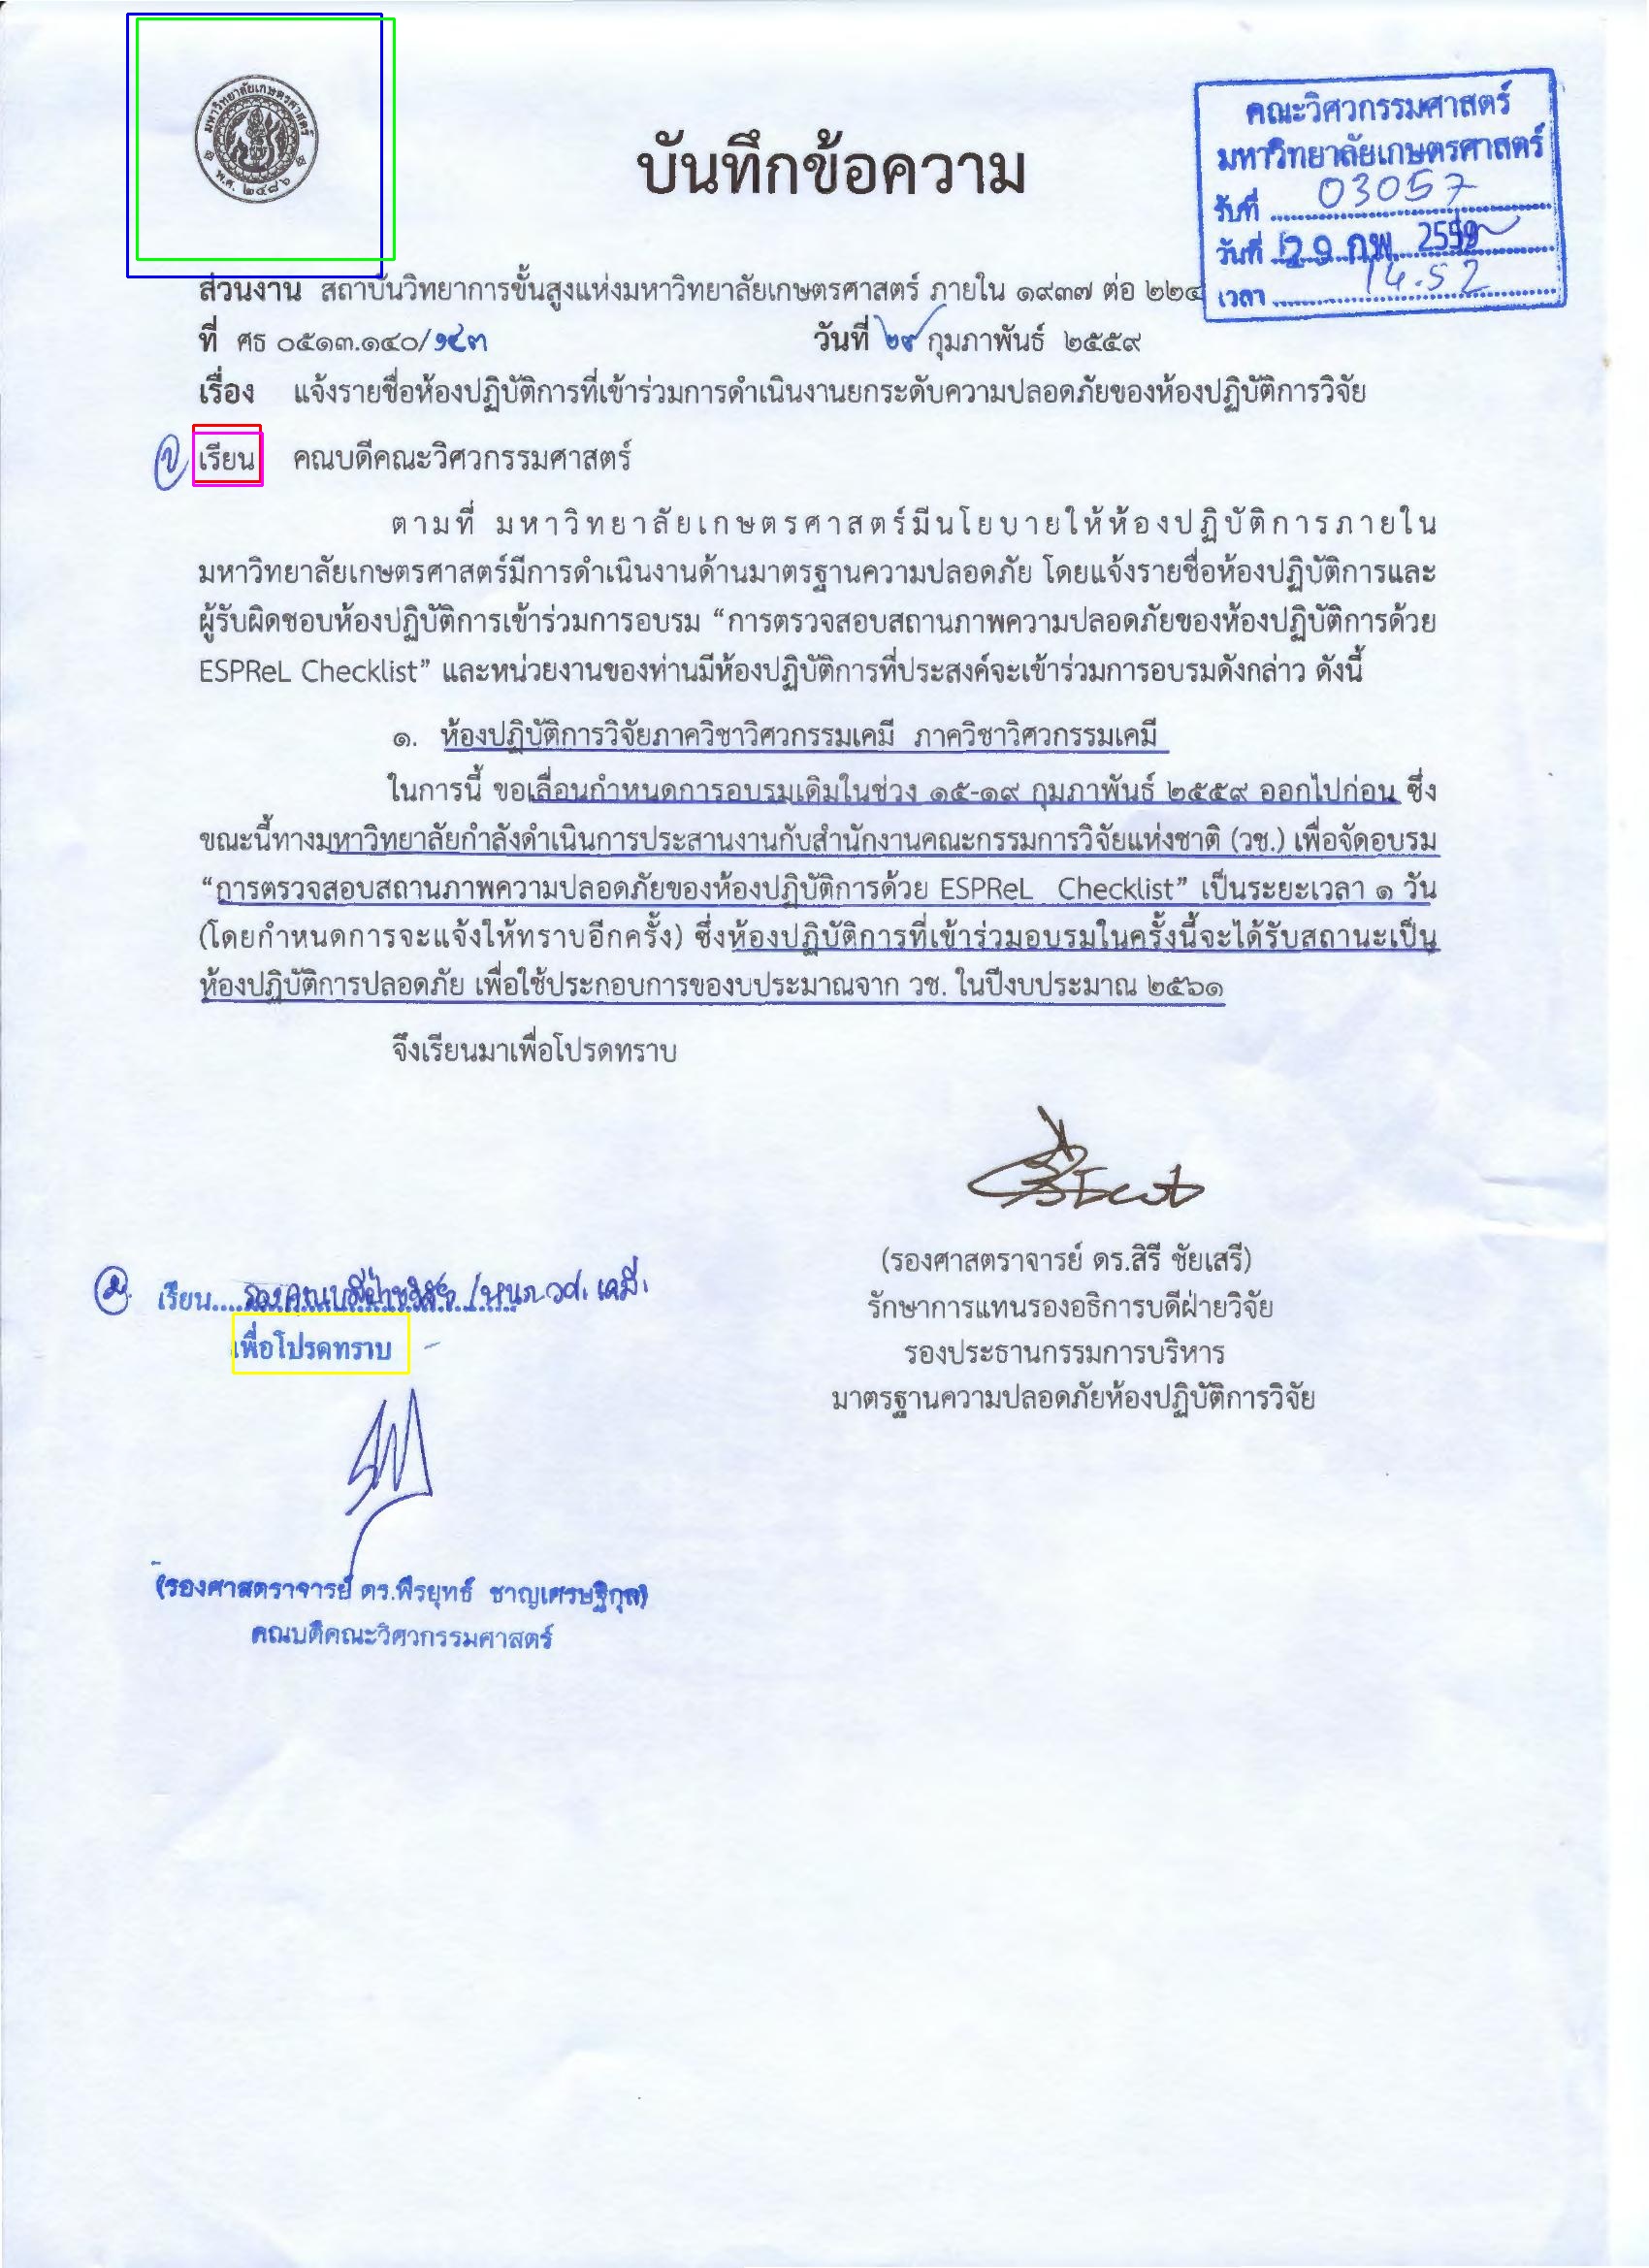 มหาวิทยาลัยเกษตรศาสตร์
พ.ศ. ๒๔๘๖
บันทึกข้อความ
คณะวิศวกรรมศาสตร์
มหาวิทยาลัยเกษตรศาสตร์
รับที่ 03057
วันที่ 29 กพ. 2559
เวลา 14.52
ส่วนงาน สถาบันวิทยาการขั้นสูงแห่งมหาวิทยาลัยเกษตรศาสตร์ ภายใน ๑๙๓๗ ต่อ ๒๒๔
ที่ ศธ ๐๕๑๓.๑๔๐/๑๔๓ วันที่ ๒๙ กุมภาพันธ์ ๒๕๕๙
เรื่อง แจ้งรายชื่อห้องปฏิบัติการที่เข้าร่วมการดำเนินงานยกระดับความปลอดภัยของห้องปฏิบัติการวิจัย
เรียน คณบดีคณะวิศวกรรมศาสตร์
ตามที่ มหาวิทยาลัยเกษตรศาสตร์มีนโยบายให้ห้องปฏิบัติการภายใน
มหาวิทยาลัยเกษตรศาสตร์มีการดำเนินงานด้านมาตรฐานความปลอดภัย โดยแจ้งรายชื่อห้องปฏิบัติการและ
ผู้รับผิดชอบห้องปฏิบัติการเข้าร่วมการอบรม “การตรวจสอบสถานภาพความปลอดภัยของห้องปฏิบัติการด้วย
ESPReL Checklist” และหน่วยงานของท่านมีห้องปฏิบัติการที่ประสงค์จะเข้าร่วมการอบรมดังกล่าว ดังนี้
๑. ห้องปฏิบัติการวิจัยภาควิชาวิศวกรรมเคมี ภาควิชาวิศวกรรมเคมี
ในการนี้ ขอเลื่อนกำหนดการอบรมเดิมในช่วง ๑๕-๑๙ กุมภาพันธ์ ๒๕๕๙ ออกไปก่อน ซึ่ง
ขณะนี้ทางมหาวิทยาลัยกำลังดำเนินการประสานงานกับสำนักงานคณะกรรมการวิจัยแห่งชาติ (วช.) เพื่อจัดอบรม
“การตรวจสอบสถานภาพความปลอดภัยของห้องปฏิบัติการด้วย ESPReL Checklist” เป็นระยะเวลา ๑ วัน
(โดยกำหนดการจะแจ้งให้ทราบอีกครั้ง) ซึ่งห้องปฏิบัติการที่เข้าร่วมอบรมในครั้งนี้จะได้รับสถานะเป็น
ห้องปฏิบัติการปลอดภัย เพื่อใช้ประกอบการของบประมาณจาก วช. ในปีงบประมาณ ๒๕๖๑
จึงเรียนมาเพื่อโปรดทราบ
(รองศาสตราจารย์ ดร.สิรี ชัยเสรี)
รักษาการแทนรองอธิการบดีฝ่ายวิจัย
รองประธานกรรมการบริหาร
มาตรฐานความปลอดภัยห้องปฏิบัติการวิจัย
เรียน รองคณบดีฝ่ายวิจัย /หนภ.วศ. เคมี.
เพื่อโปรดทราบ
(รองศาสตราจารย์ ดร.พีรยุทธ์ ชาญเศรษฐิกุล)
คณบดีคณะวิศวกรรมศาสตร์